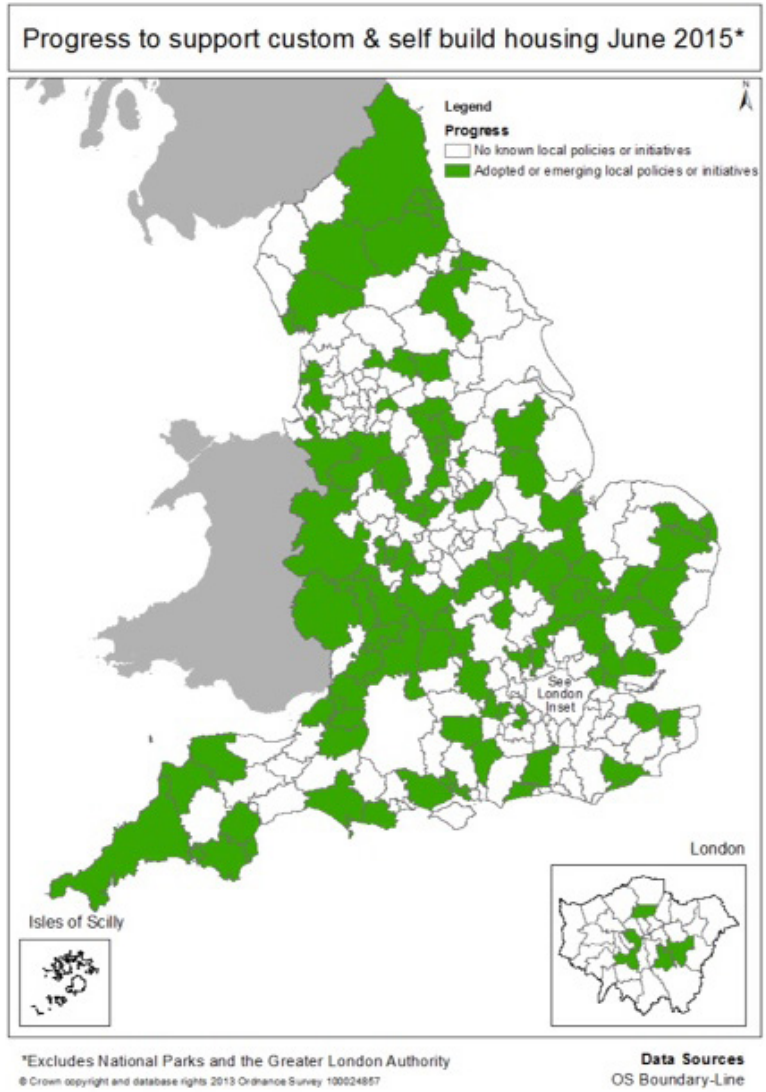 Progress to support custom & self build housing June 2015*
N
Legend
Progress
No known local policies or initiatives
Adopted or emerging local policies or initiatives
See
London
Inset
London
Isles of Scilly
*Excludes National Parks and the Greater London Authority
Data Sources
© Crown copyright and database rights 2013 Ordnance Survey 100024857
OS Boundary-Line